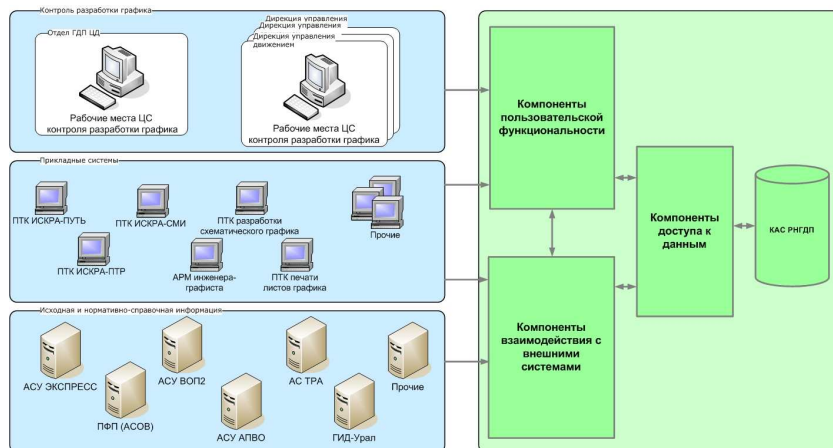 Контроль разработки графика
Отдел ГДП ЦД
Рабочие места ЦС
контроля разработки графика
Дирекция управления
Дирекция управления
Дирекция управления
движением
Рабочие места ЦС
контроля разработки графика
Прикладные системы
ПТК ИСКРА-ПУТЬ
ПТК ИСКРА-СМИ
ПТК разработки
схематического графика
Прочие
ПТК ИСКРА-ПТР
АРМ инженера-
графиста
ПТК печати
листов графика
Исходная и нормативно-справочная информация
АСУ ЭКСПРЕСС
АСУ ВОП2
АС ТРА
Прочие
ПФП (АСОВ)
АСУ АПВО
ГИД-Урал
Компоненты
пользовательской
функциональности
Компоненты
взаимодействия с
внешними
системами
Компоненты
доступа к
данным
КАС РНГДП